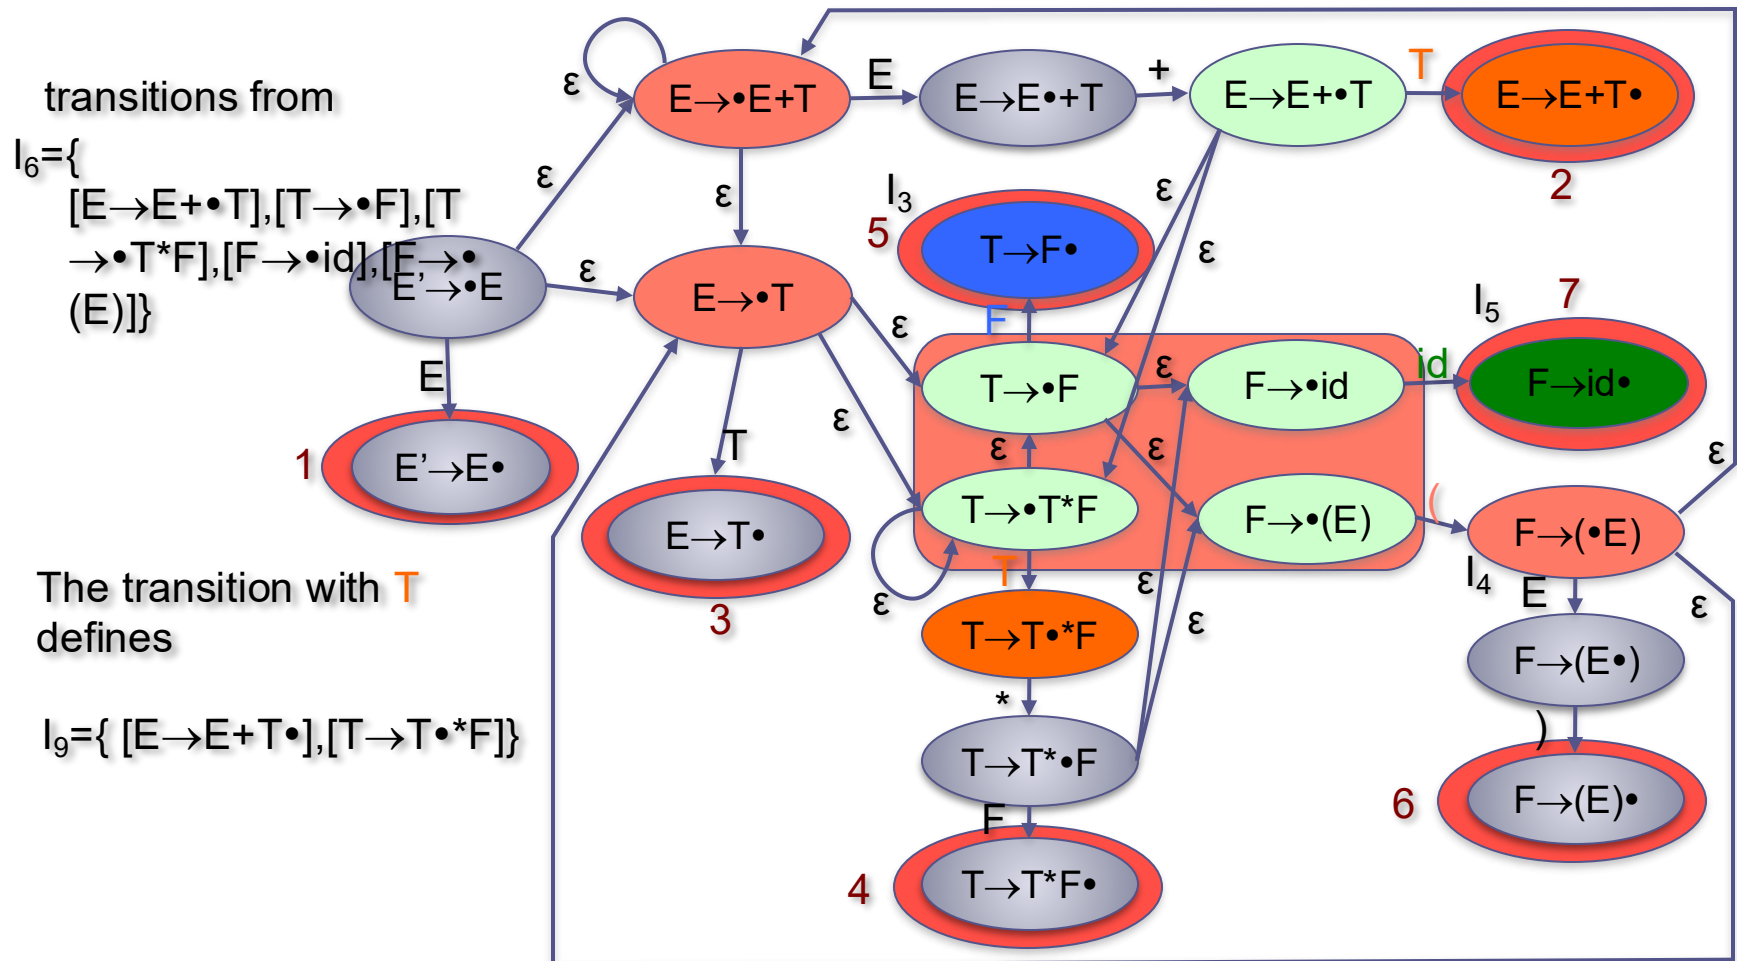 transitions from
I₆={
[E→E+•T],[T→•F],[T
→•T*F],[F→•id],[F→•
(E)]}
The transition with T
defines
I₉={ [E→E+T•],[T→T•*F]}
ε
E→•E+T
E
E→E•+T
+
E→E+•T
T
E→E+T•
2
ε
ε
E'→•E
ε
E→•T
I₃
5
T→F•
ε
ε
F
E
1
E'→E•
T
E→T•
3
ε
ε
T→•F
ε
F→•id
id
I₅
7
F→id•
ε
ε
T→•T*F
F→•(E)
(
ε
T
T→T•*F
*
T→T*•F
ε
ε
F
4
T→T*F•
F→(•E)
I₄
ε
ε
E
F→(E•)
)
6
F→(E)•